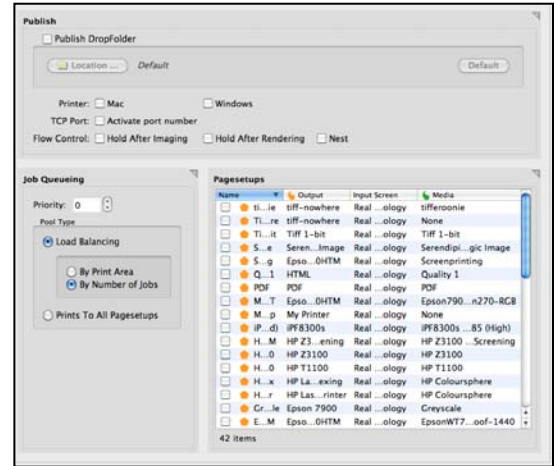 Publish
Publish DropFolder
Location ... Default Default
Printer: Mac Windows
TCP Port: Activate port number
Flow Control: Hold After Imaging Hold After Rendering Nest
Job Queueing
Priority: 0
Pool Type
Load Balancing
By Print Area
By Number of Jobs
Prints To All Pagesetups
Pagesetups
Name Output Input Screen Media
ti...ie tiff-nowhere Real ...ology tifferoonie
Ti...re tiff-nowhere Real ...ology None
Ti...it Tiff 1-bit Real ...ology Tiff 1-bit
S...e Seren...Image Real ...ology Serendipi...gic Image
S...g Epso...0HTM Real ...ology Screenprinting
Q...1 HTML Real ...ology Quality 1
PDF PDF Real ...ology PDF
M...T Epso...0HTM Real ...ology Epson790...n270-RGB
M...p My Printer Real ...ology None
iP...d) iPF8300s Real ...ology iPF8300s ...85 (High)
H...M HP Z3...ening Real ...ology HP Z3100 ...Screening
H...0 HP Z3100 Real ...ology HP Z3100
H...0 HP T1100 Real ...ology HP T1100
H...x HP La...exing Real ...ology HP Coloursphere
H...r HP Las...rinter Real ...ology HP Coloursphere
Gr...le Epson 7900 Real ...ology Greyscale
E...M Epso...0HTM Real ...ology EpsonWT7...oof-1440
42 items